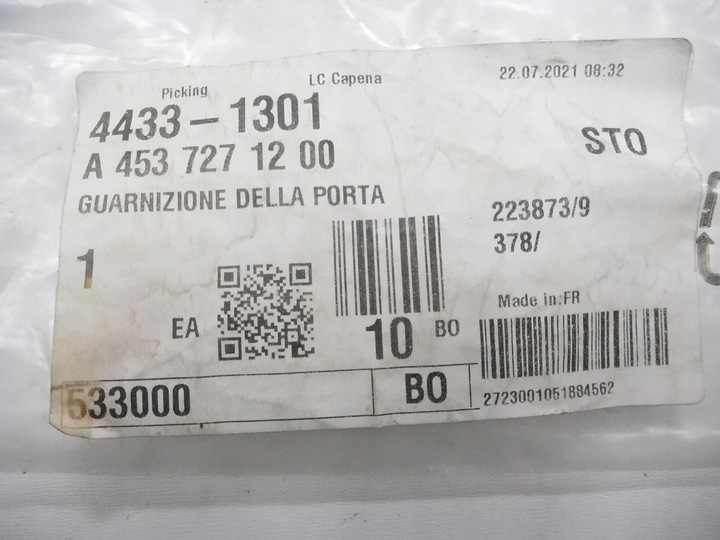 Picking
LC Capena
22.07.2021 08:32
4433-1301
STO
A 453 727 12 00
GUARNIZIONE DELLA PORTA
223873/9
378/
1
Made in:FR
EA
10 BO
533000
BO
2723001051884562